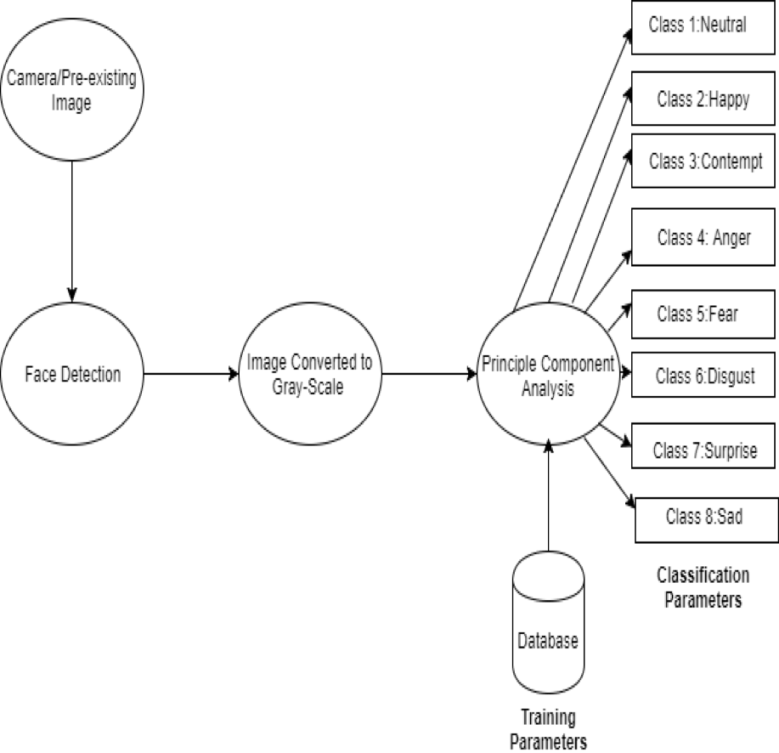 Camera/Pre-existing
Image
Face Detection
Image Converted to
Gray-Scale
Principle Component
Analysis
Class 1:Neutral
Class 2:Happy
Class 3:Contempt
Class 4: Anger
Class 5:Fear
Class 6:Disgust
Class 7:Surprise
Class 8:Sad
Classification
Parameters
Database
Training
Parameters